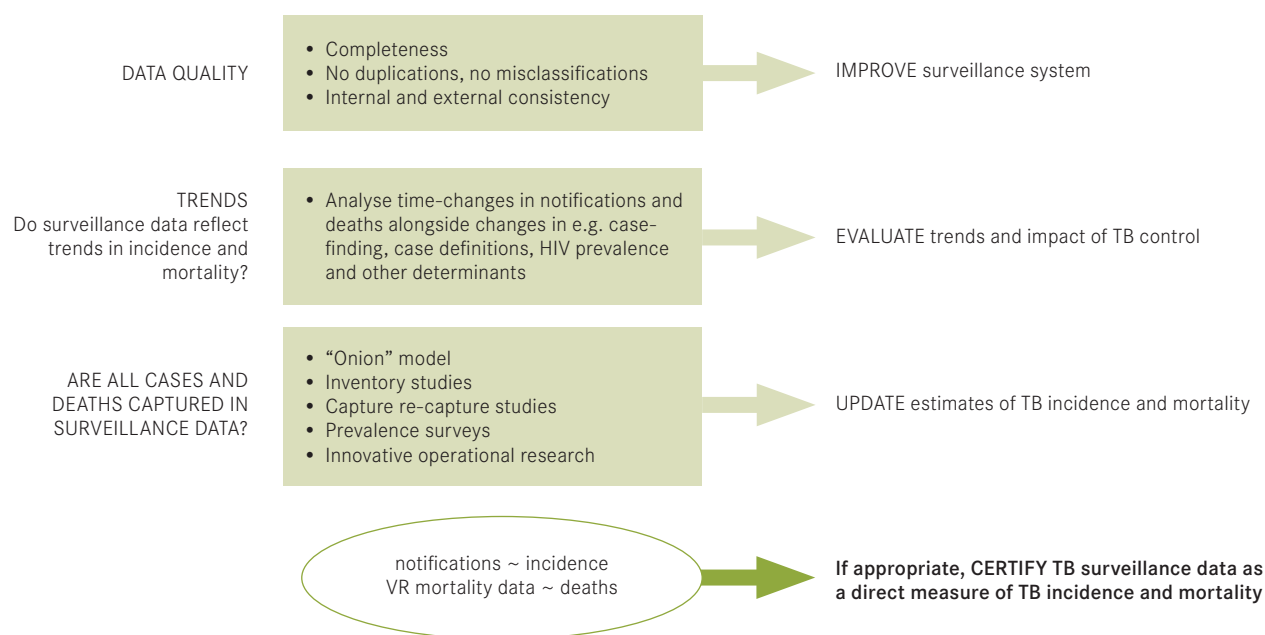 DATA QUALITY
• Completeness
• No duplications, no misclassifications
• Internal and external consistency
IMPROVE surveillance system
TRENDS
Do surveillance data reflect
trends in incidence and
mortality?
• Analyse time-changes in notifications and
deaths alongside changes in e.g. case-
finding, case definitions, HIV prevalence
and other determinants
EVALUATE trends and impact of TB control
ARE ALL CASES AND
DEATHS CAPTURED IN
SURVEILLANCE DATA?
• “Onion” model
• Inventory studies
• Capture re-capture studies
• Prevalence surveys
• Innovative operational research
UPDATE estimates of TB incidence and mortality
notifications ~ incidence
VR mortality data ~ deaths
If appropriate, CERTIFY TB surveillance data as
a direct measure of TB incidence and mortality